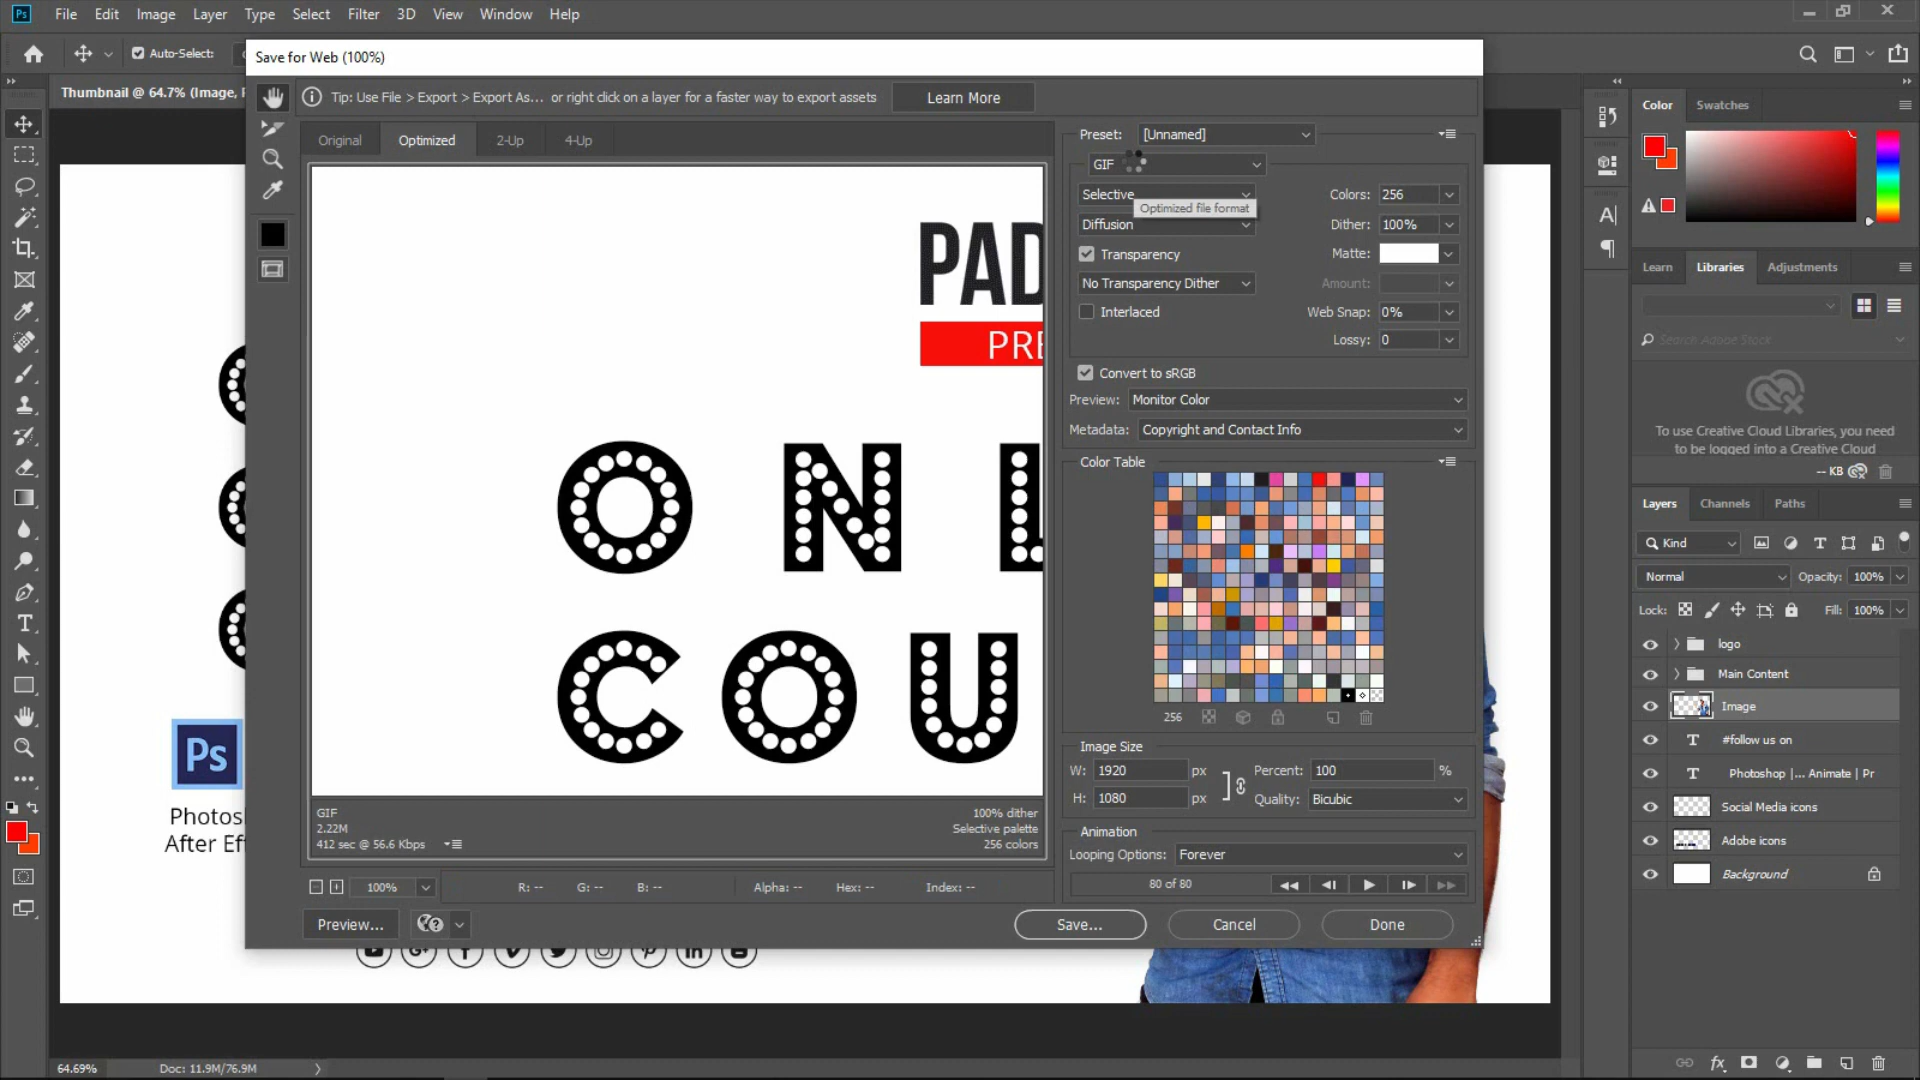 Ps File Edit Image Layer Type Select Filter 3D View Window Help
Auto-Select:
Thumbnail @ 64.7% (Image,
Save for Web (100%)
Tip: Use File > Export > Export As... or right click on a layer for a faster way to export assets
Learn More
Original Optimized 2-Up 4-Up
PAD
PRE
ONL
COU
GIF
2.22M
412 sec @ 56.6 Kbps
100% dither
Selective palette
256 colors
100% R: -- G: -- B: -- Alpha: -- Hex: -- Index: --
Preview... Save... Cancel Done
Preset: [Unnamed]
GIF
Selective Colors: 256
Optimized file format
Diffusion Dither: 100%
Transparency Matte:
No Transparency Dither Amount:
Interlaced Web Snap: 0%
Lossy: 0
Convert to sRGB
Preview: Monitor Color
Metadata: Copyright and Contact Info
Color Table
256
Image Size
W: 1920 px Percent: 100 %
H: 1080 px Quality: Bicubic
Animation
Looping Options: Forever
80 of 80
Ps
Photosh
After Eff
64.69% Doc: 11.9M/76.9M
Color Swatches
Learn Libraries Adjustments
Search Adobe Stock
To use Creative Cloud Libraries, you need
to be logged into a Creative Cloud
-- KB
Layers Channels Paths
Kind
Normal Opacity: 100%
Lock: Fill: 100%
logo
Main Content
Image
#follow us on
Photoshop |... Animate | Pr
Social Media icons
Adobe icons
Background